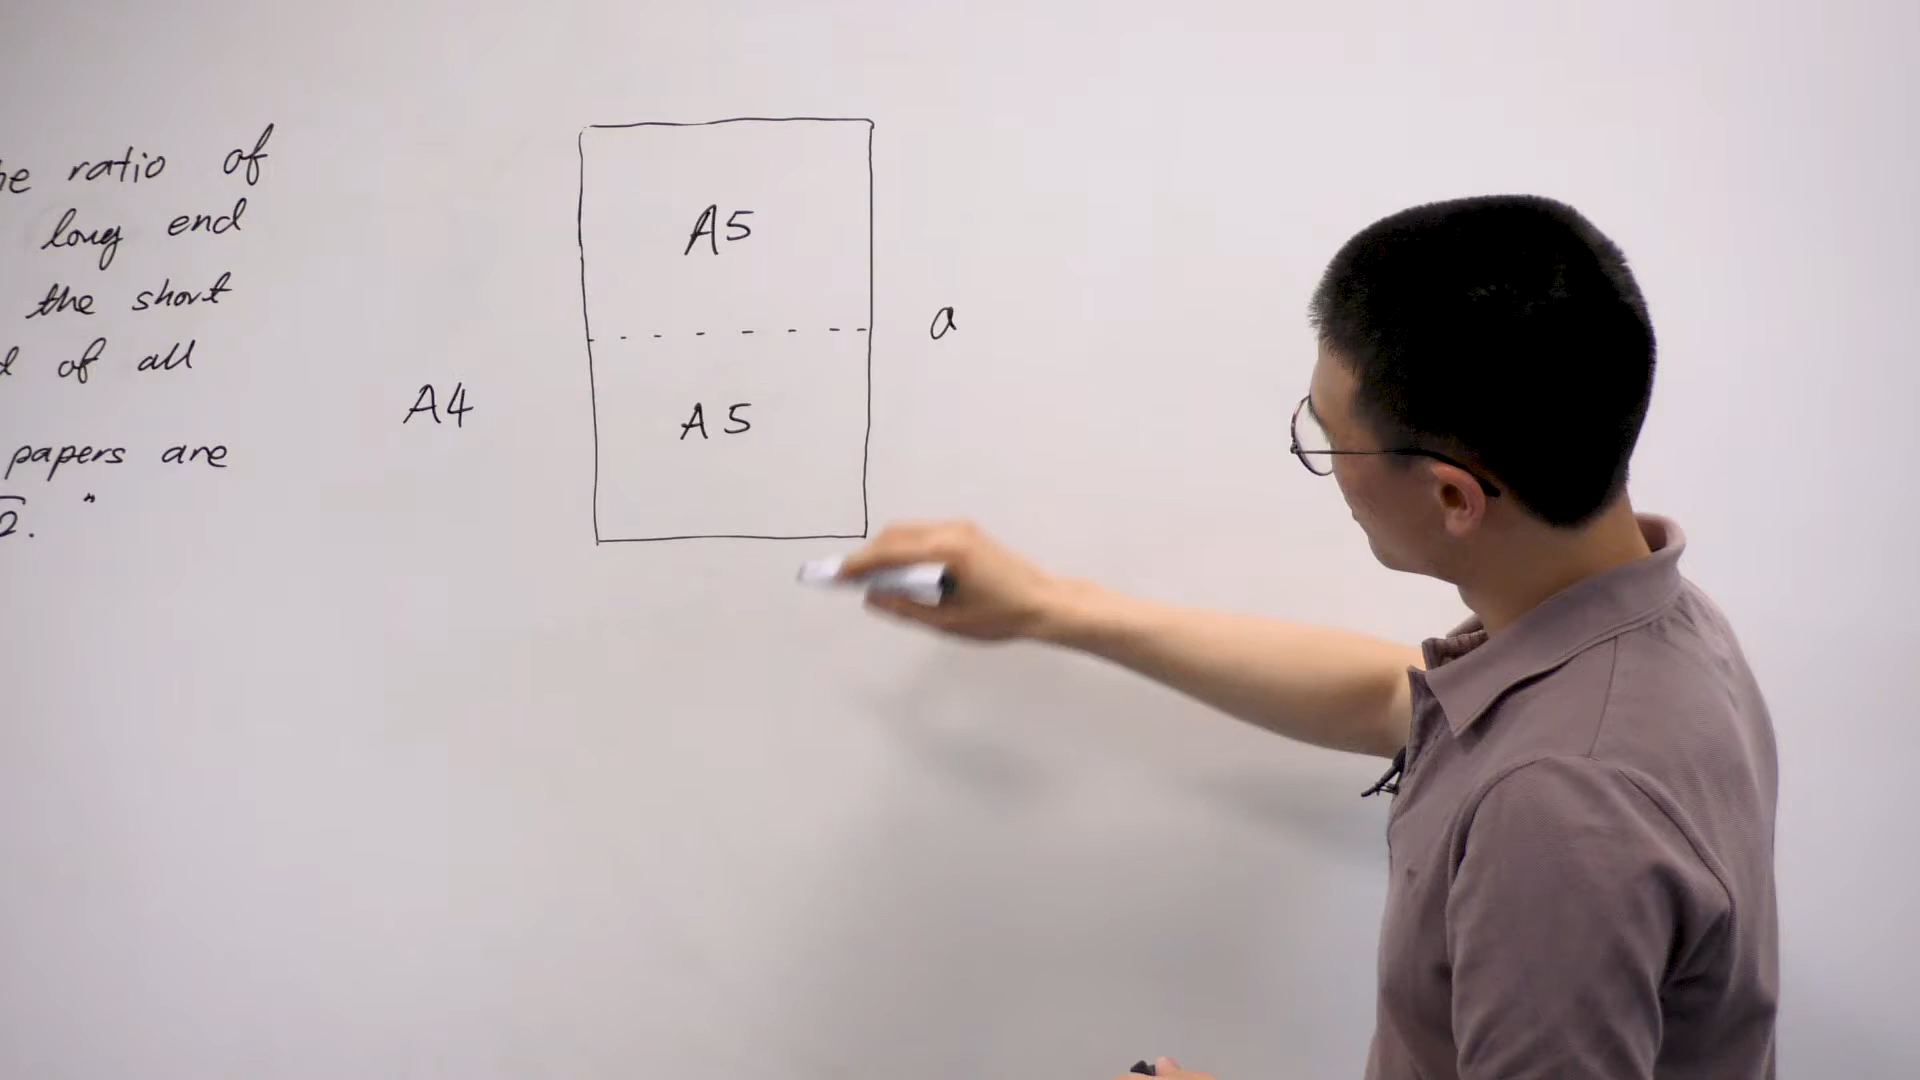 ratio of
long end
the short
of all
papers are
2. "
A4
A5
A5
a